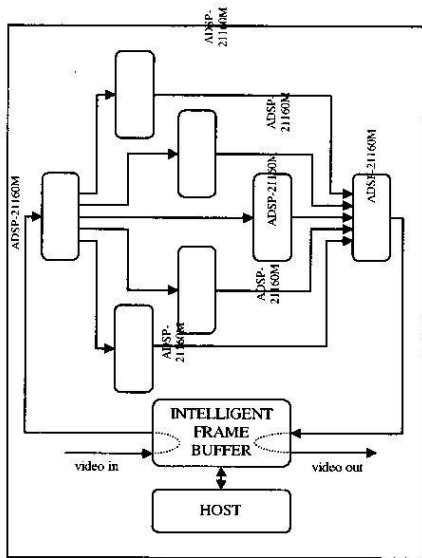 ADSP-
21160M
ADSP-
21160M
ADSP-21160M
ADSP-21160M
ADSP-21160M
ADSP-
21160M
ADSP-
21160M
INTELLIGENT
FRAME
BUFFER
video in
video out
HOST